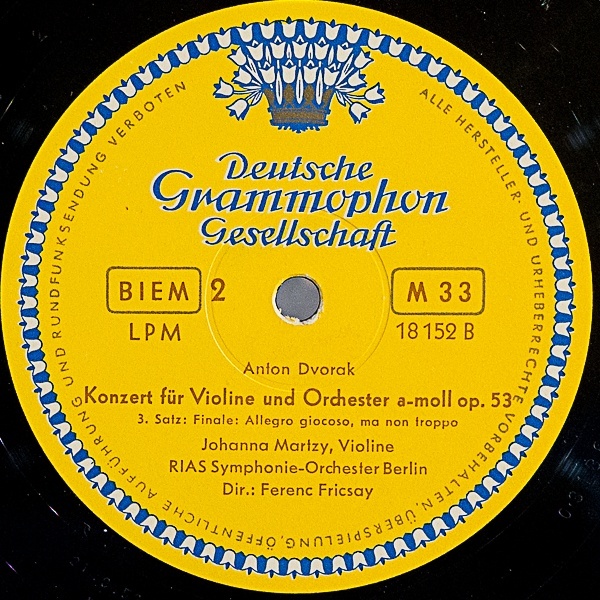 ALLE HERSTELLER- UND URHEBERRECHTE VORBEHALTEN, ÜBERSPIELUNG, ÖFFENTLICHE AUFFÜHRUNG UND RUNDFUNKSENDUNG VERBOTEN
Deutsche
Grammophon
Gesellschaft
BIEM 2 M 33
LPM 18 152 B
Anton Dvorak
Konzert für Violine und Orchester a-moll op. 53
3. Satz: Finale: Allegro giocoso, ma non troppo
Johanna Martzy, Violine
RIAS Symphonie-Orchester Berlin
Dir.: Ferenc Fricsay